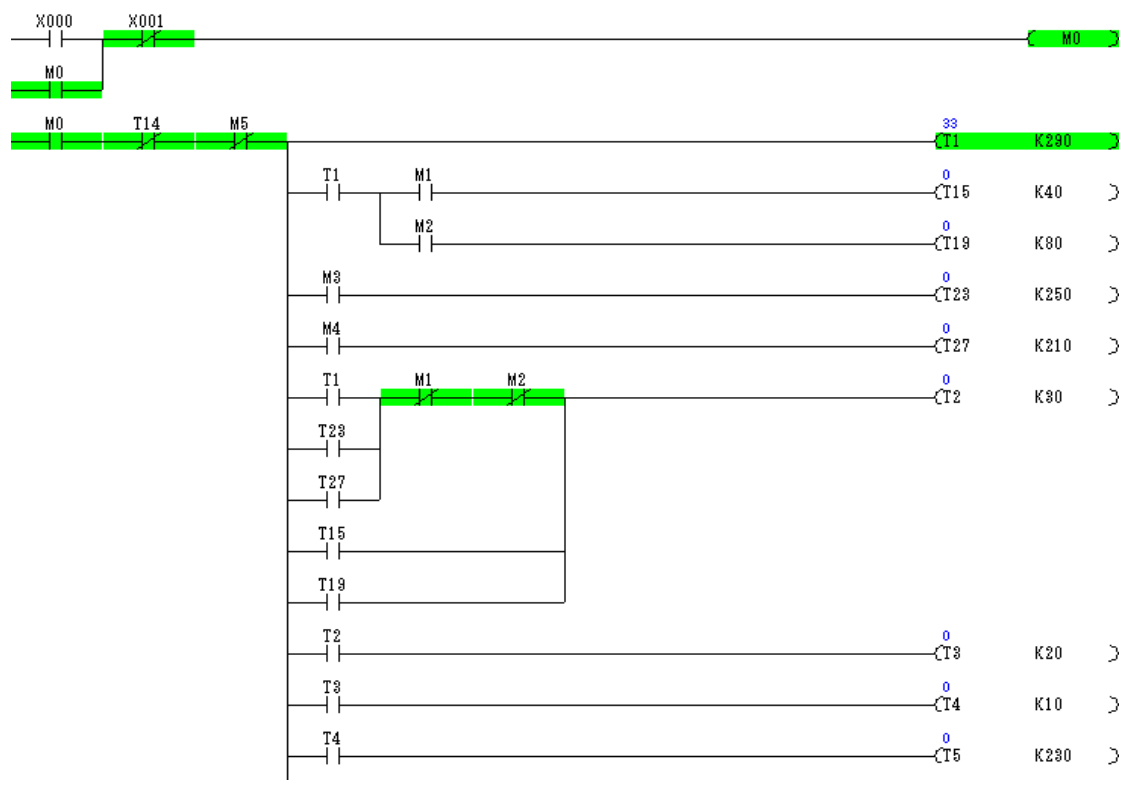 X000 X001
M0
M0
M0 T14 M5 33
T1 K290
T1 M1 0
T15 K40
M2 0
T19 K80
M3 0
T23 K250
M4 0
T27 K210
T1 M1 M2 0
T2 K30
T23
T27
T15
T19
T2 0
T3 K20
T3 0
T4 K10
T4 0
T5 K230